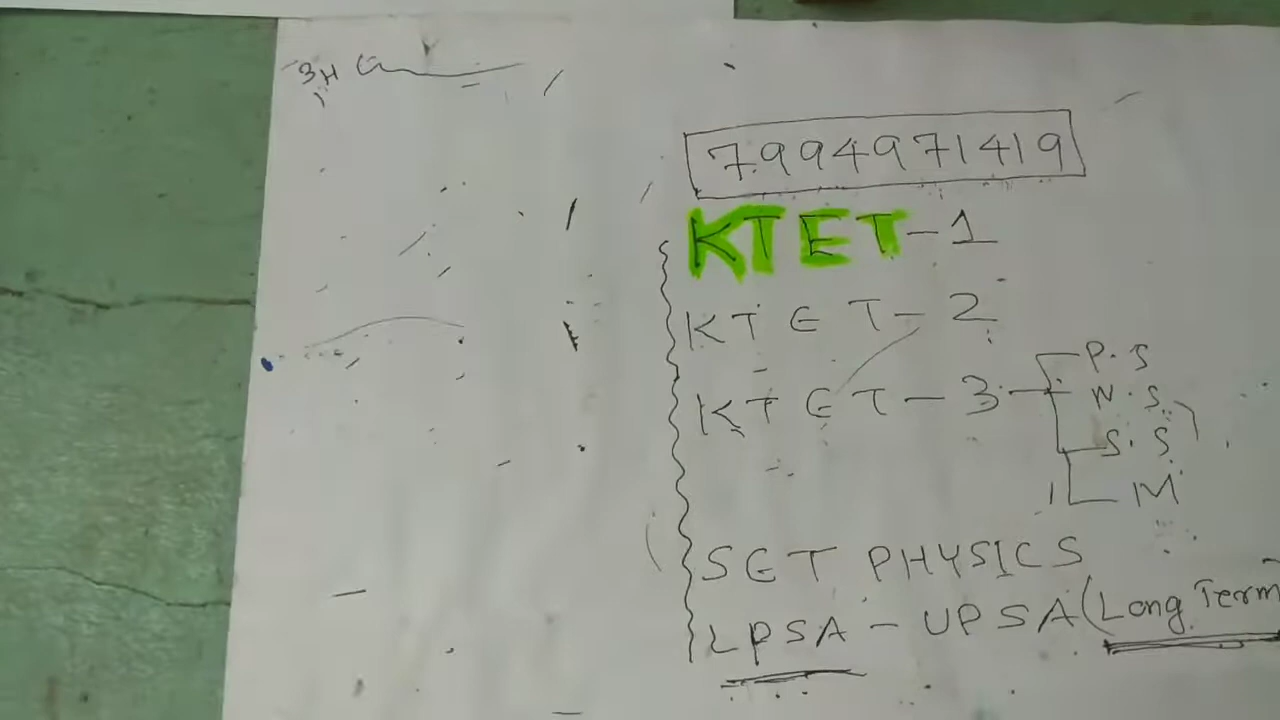 7994971419
KTET-1
KTET-2
KTET-3
P.S
N.S.
S.S
M
SET PHYSICS
LPSA - UPSA (Long Term